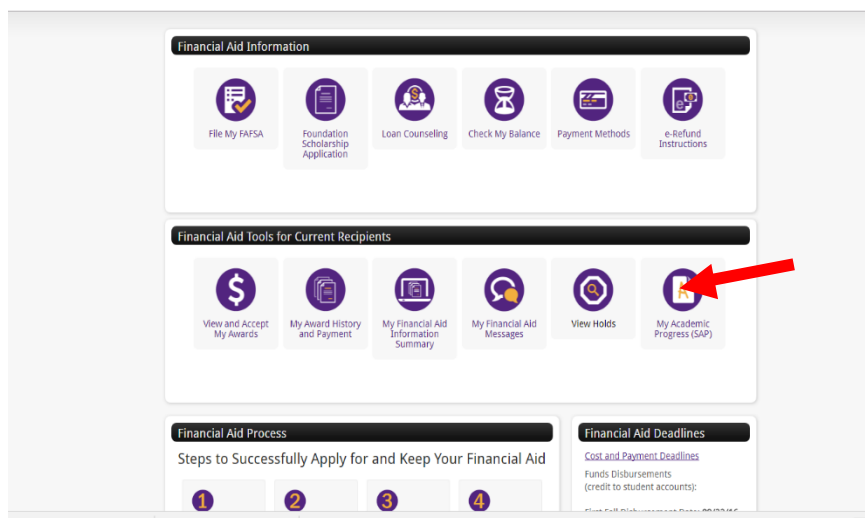 Financial Aid Information
File My FAFSA
Foundation
Scholarship
Application
Loan Counseling
Check My Balance
Payment Methods
e-Refund
Instructions
Financial Aid Tools for Current Recipients
View and Accept
My Awards
My Award History
and Payment
My Financial Aid
Information
Summary
My Financial Aid
Messages
View Holds
My Academic
Progress (SAP)
Financial Aid Process
Steps to Successfully Apply for and Keep Your Financial Aid
1 2 3 4
Financial Aid Deadlines
Cost and Payment Deadlines
Funds Disbursements
(credit to student accounts):
First Fall Disbursement Date: